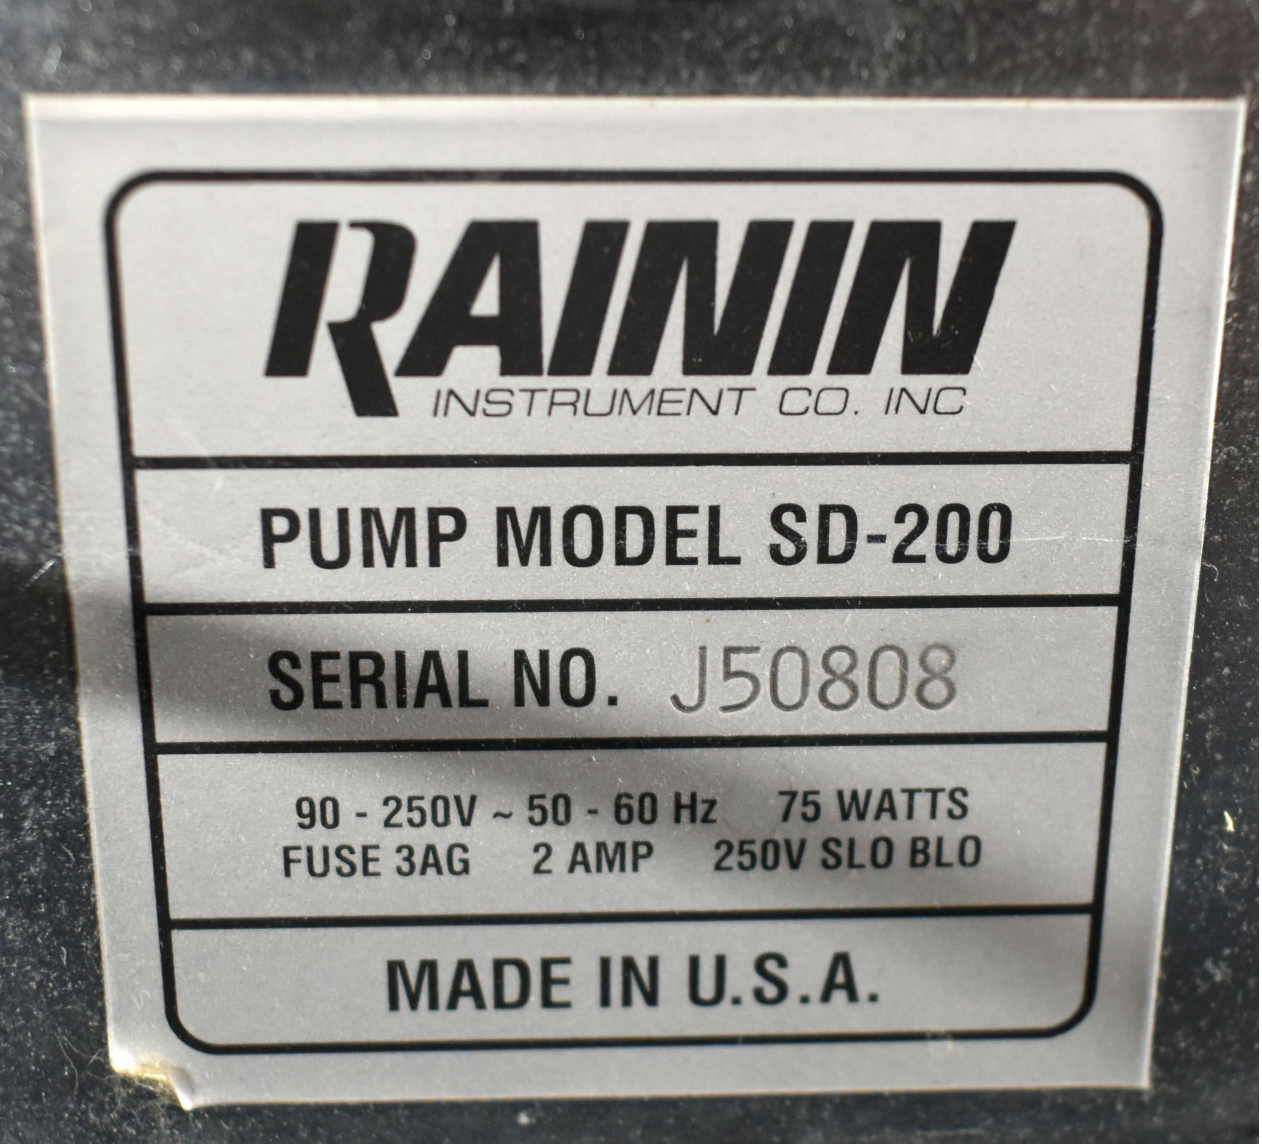 RAININ
INSTRUMENT CO. INC
PUMP MODEL SD-200
SERIAL NO. J50808
90 - 250V ~ 50 - 60 Hz 75 WATTS
FUSE 3AG 2 AMP 250V SLO BLO
MADE IN U.S.A.